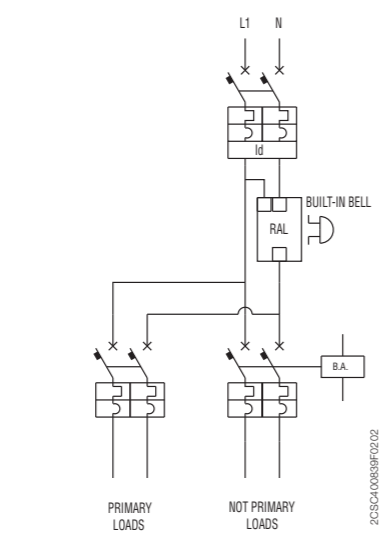 L1 N
Id
BUILT-IN BELL
RAL
B.A.
PRIMARY
LOADS
NOT PRIMARY
LOADS
2CSC400839F0202